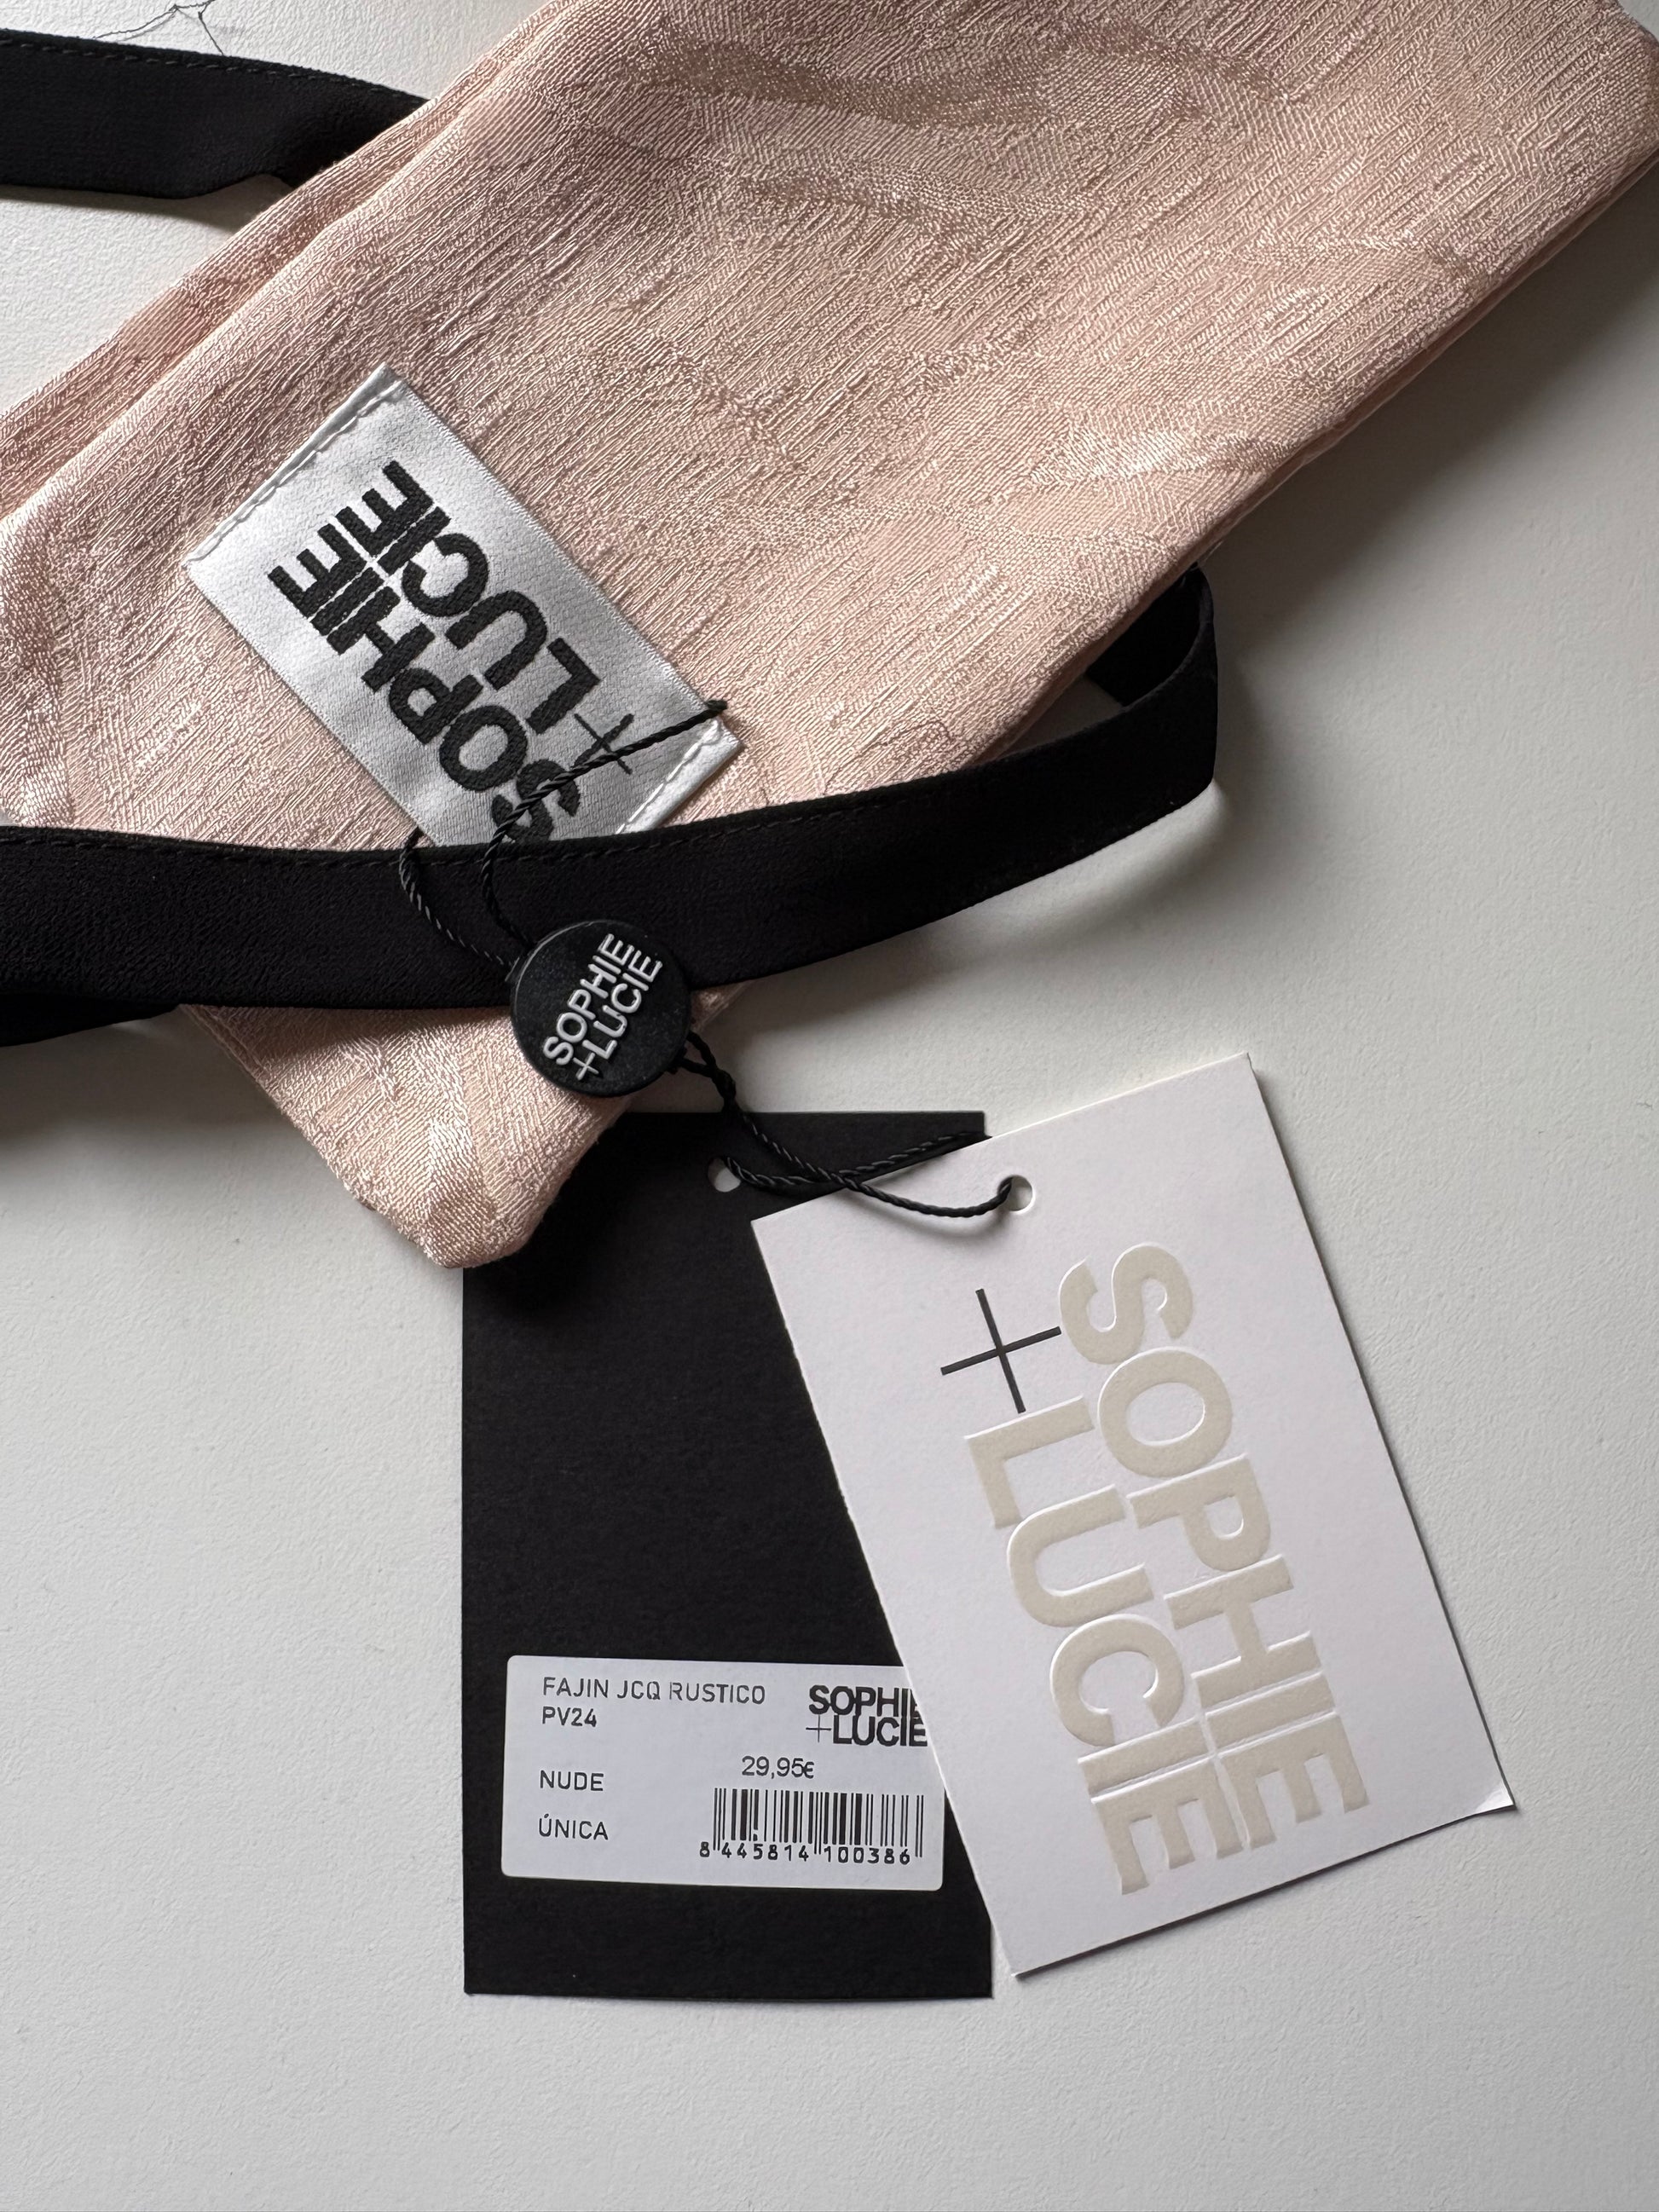 SOPHIE
+LUCIE
SOPHIE
+LUCIE
SOPHIE
+LUCIE
FAJIN JCQ RUSTICO
PV24
SOPHIE
+LUCIE
29,95€
NUDE
ÚNICA
8 445814 100386